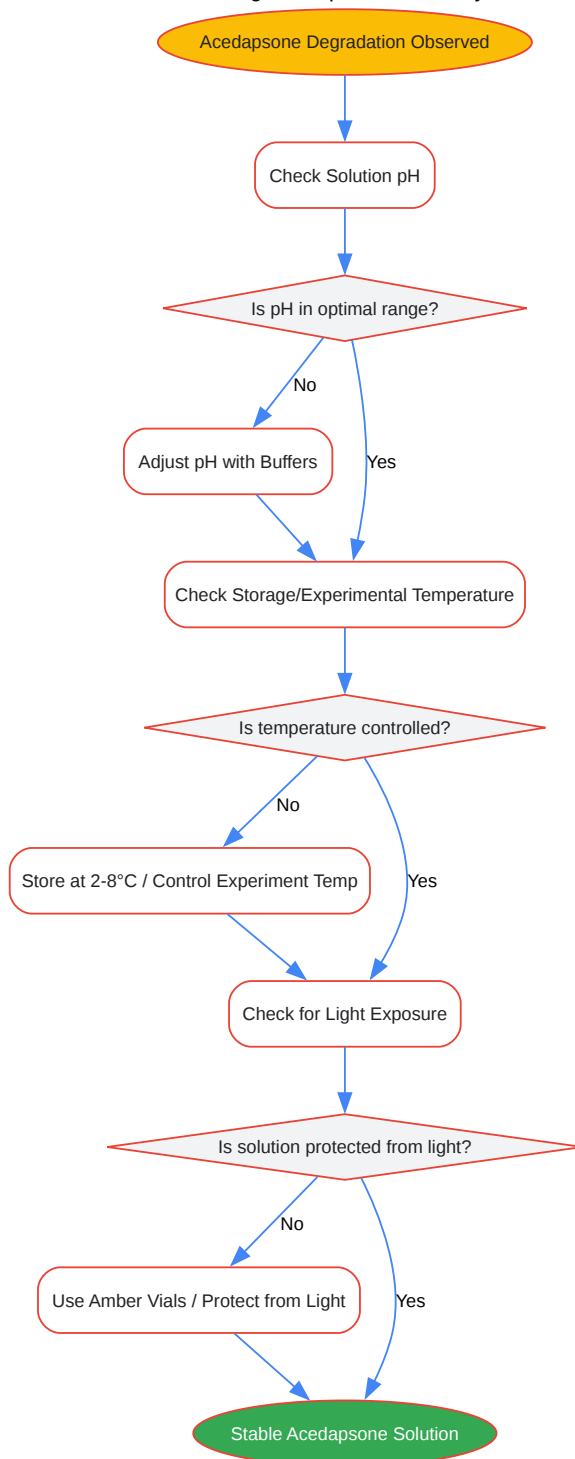 Acedapsone Degradation Observed
Check Solution pH
Is pH in optimal range?
No
Adjust pH with Buffers
Yes
Check Storage/Experimental Temperature
Is temperature controlled?
No
Store at 2-8°C / Control Experiment Temp
Yes
Check for Light Exposure
Is solution protected from light?
No
Use Amber Vials / Protect from Light
Yes
Stable Acedapsone Solution